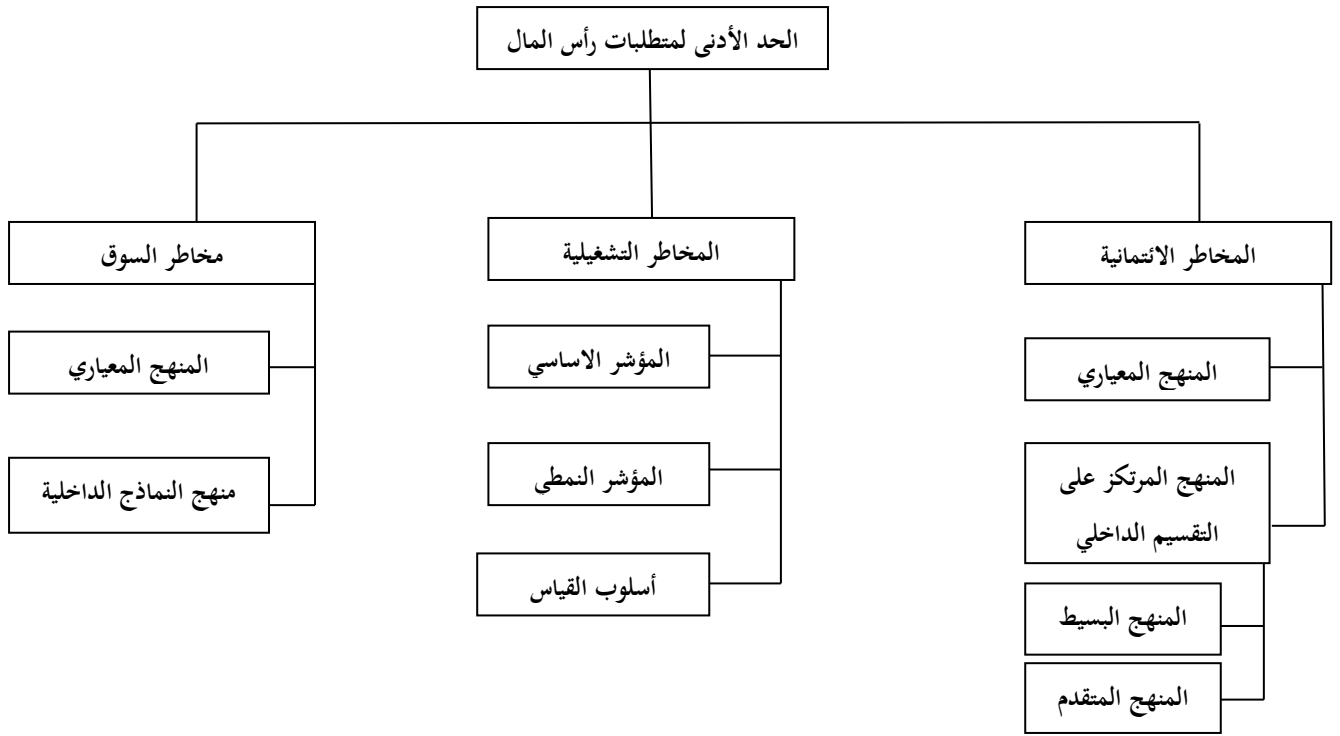 الحد الأدنى لمتطلبات رأس المال
المخاطر الائتمانية
المنهج المعياري
المنهج المرتكز على
التقسيم الداخلي
المنهج البسيط
المنهج المتقدم
المخاطر التشغيلية
المؤشر الاساسي
المؤشر النمطي
أسلوب القياس
مخاطر السوق
المنهج المعياري
منهج النماذج الداخلية